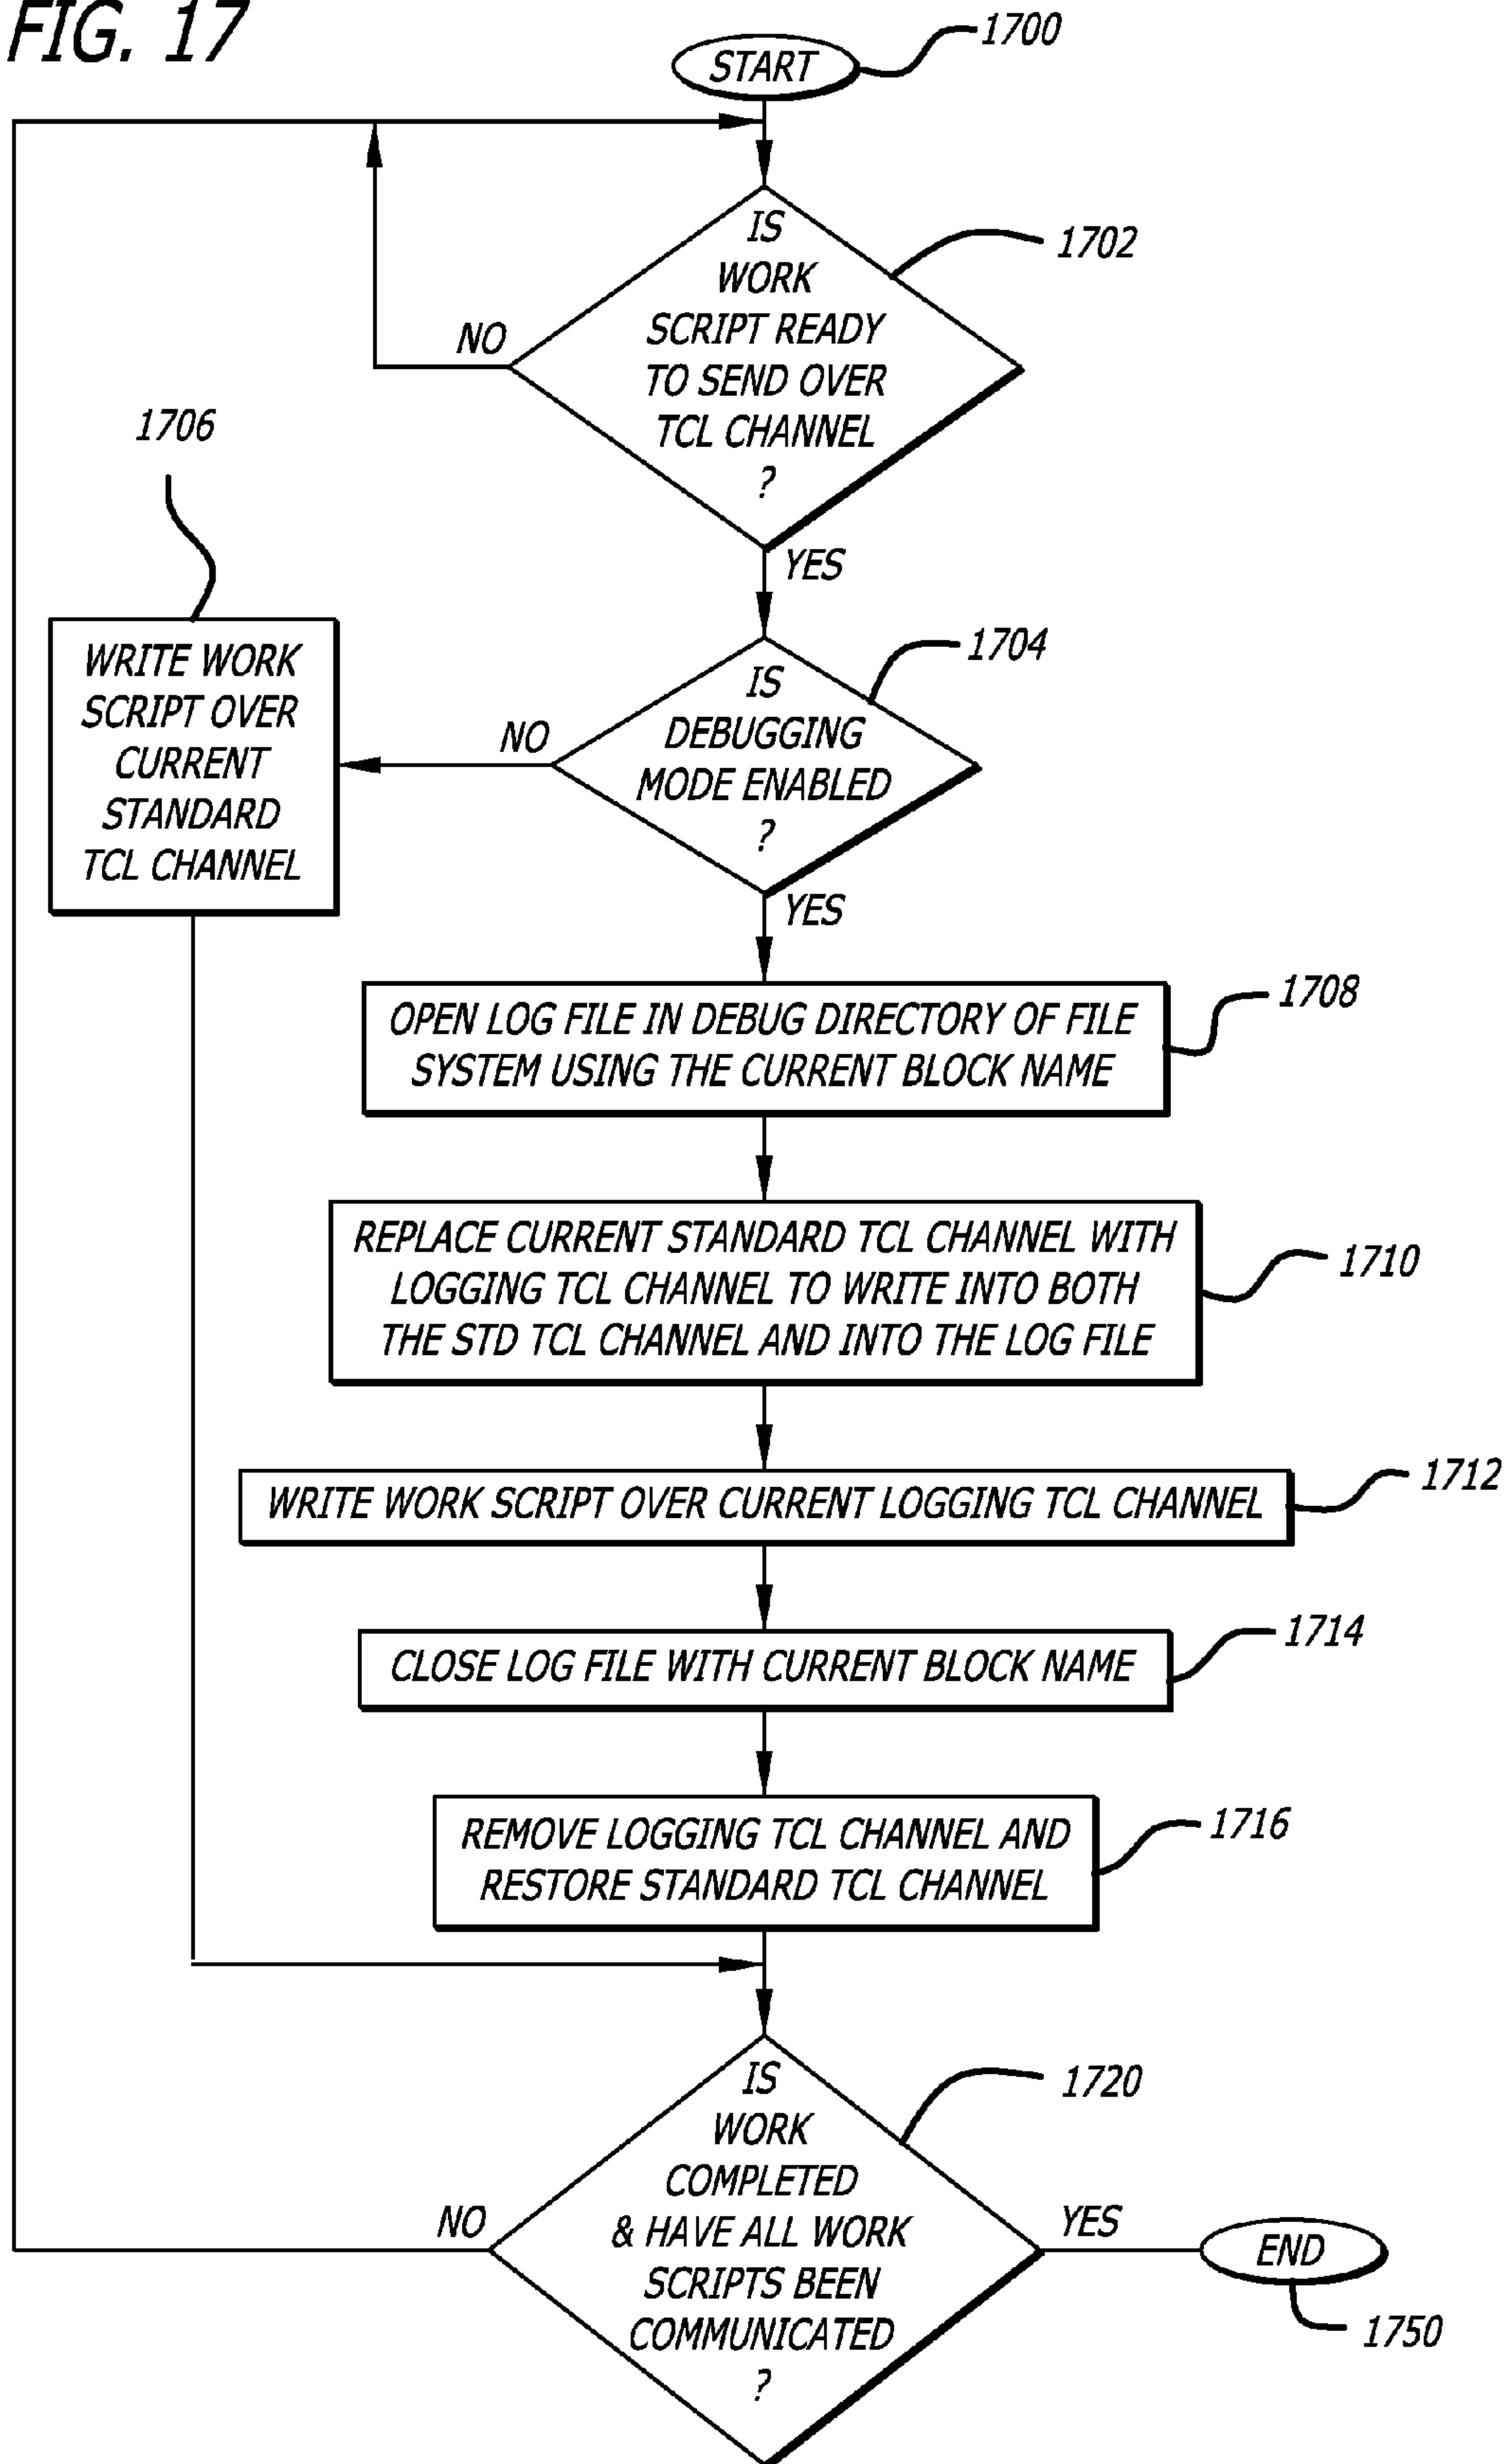 FIG. 17
START
1700
IS
WORK
SCRIPT READY
TO SEND OVER
TCL CHANNEL
?
1702
NO
YES
1706
WRITE WORK
SCRIPT OVER
CURRENT
STANDARD
TCL CHANNEL
IS
DEBUGGING
MODE ENABLED
?
1704
NO
YES
OPEN LOG FILE IN DEBUG DIRECTORY OF FILE
SYSTEM USING THE CURRENT BLOCK NAME
1708
REPLACE CURRENT STANDARD TCL CHANNEL WITH
LOGGING TCL CHANNEL TO WRITE INTO BOTH
THE STD TCL CHANNEL AND INTO THE LOG FILE
1710
WRITE WORK SCRIPT OVER CURRENT LOGGING TCL CHANNEL
1712
CLOSE LOG FILE WITH CURRENT BLOCK NAME
1714
REMOVE LOGGING TCL CHANNEL AND
RESTORE STANDARD TCL CHANNEL
1716
IS
WORK
COMPLETED
& HAVE ALL WORK
SCRIPTS BEEN
COMMUNICATED
?
1720
NO
YES
END
1750